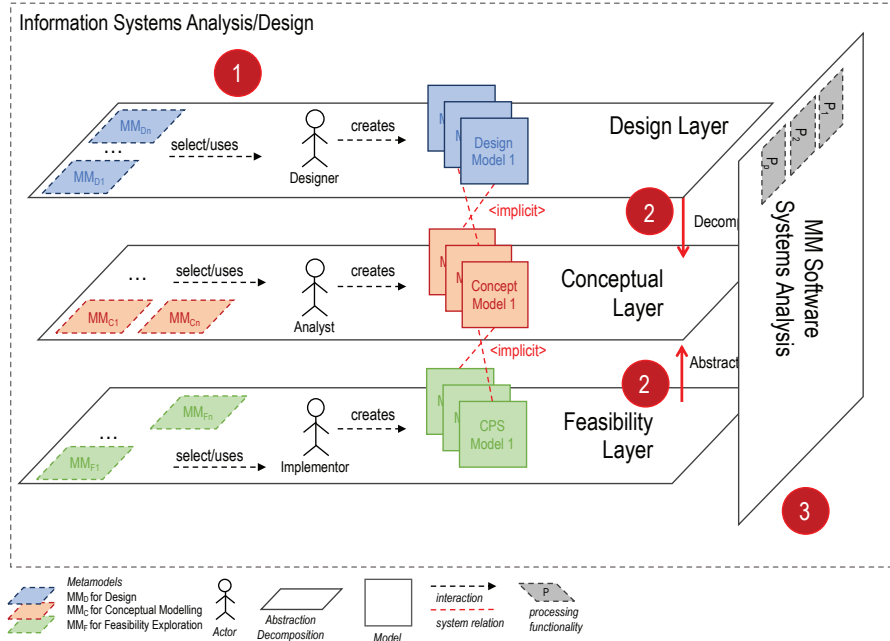 Information Systems Analysis/Design
1
MM_Dn
...
MM_D1
select/uses
Designer
creates
M
M
Design
Model 1
Design Layer
<implicit>
2
Decomp
...
select/uses
MM_C1
MM_Cn
Analyst
creates
M
M
Concept
Model 1
Conceptual
Layer
<implicit>
2
Abstract
MM_Fn
...
MM_F1
select/uses
Implementor
creates
M
M
CPS
Model 1
Feasibility
Layer
P_1
P_2
P_p
MM Software
Systems Analysis
3
Metamodels
MM_D for Design
MM_C for Conceptual Modelling
MM_F for Feasibility Exploration
Actor
Abstraction
Decomposition
Model
interaction
system relation
P
processing
functionality